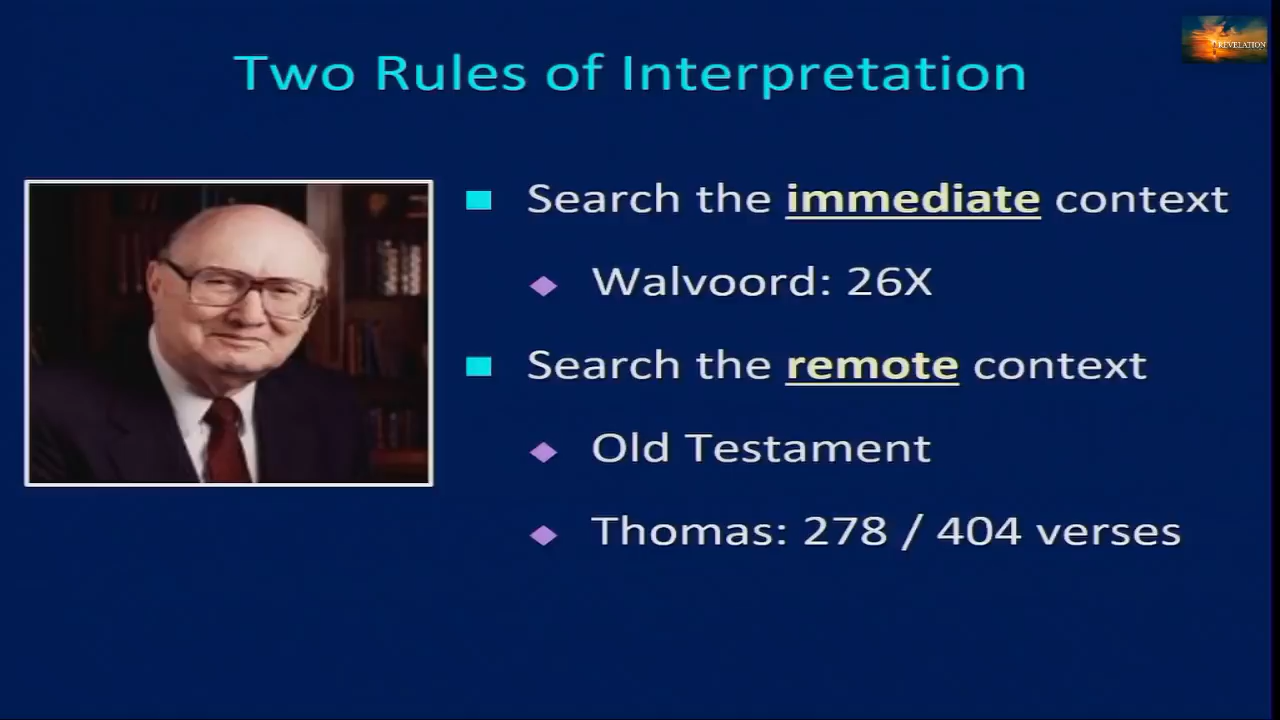 REVELATION
Two Rules of Interpretation
Search the immediate context
Walvoord: 26X
Search the remote context
Old Testament
Thomas: 278 / 404 verses